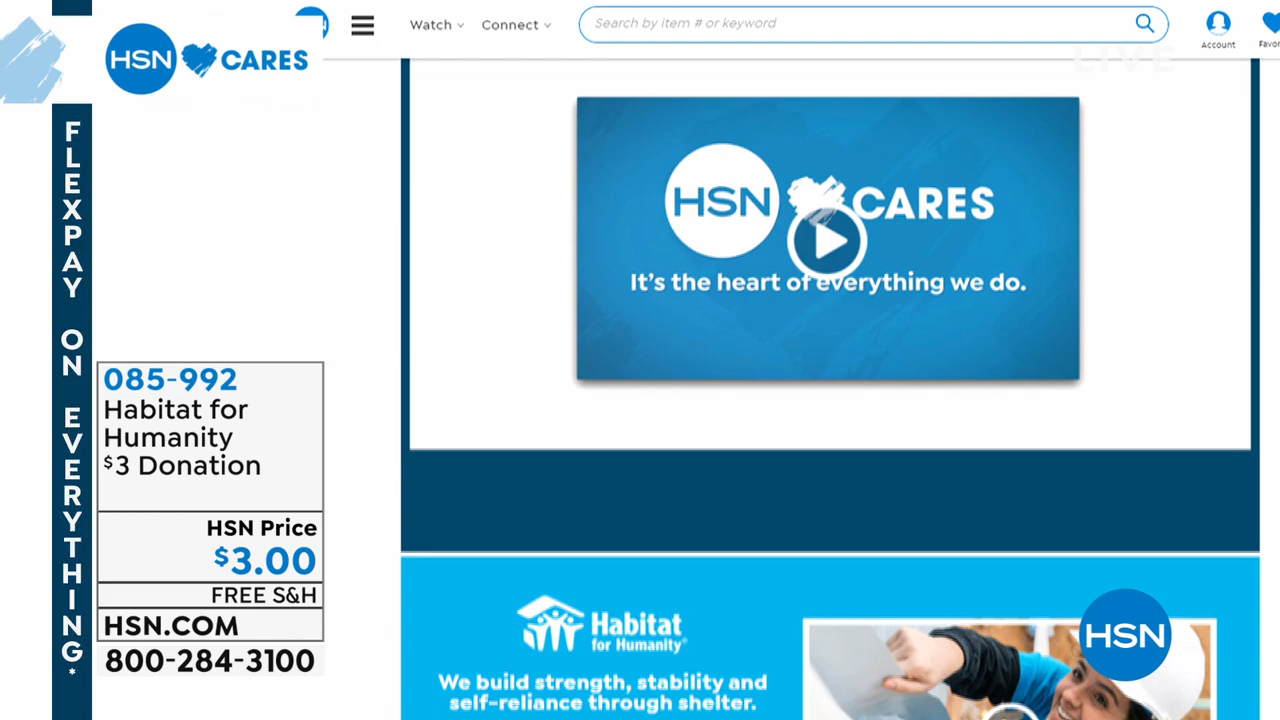 HSN CARES
Watch
Connect
Search by item # or keyword
Account
LIVE
FLEXPAY ON EVERYTHING*
HSN CARES
It's the heart of everything we do.
085-992
Habitat for
Humanity
$3 Donation
HSN Price
$3.00
FREE S&H
HSN.COM
800-284-3100
Habitat
for Humanity®
We build strength, stability and
self-reliance through shelter.
HSN